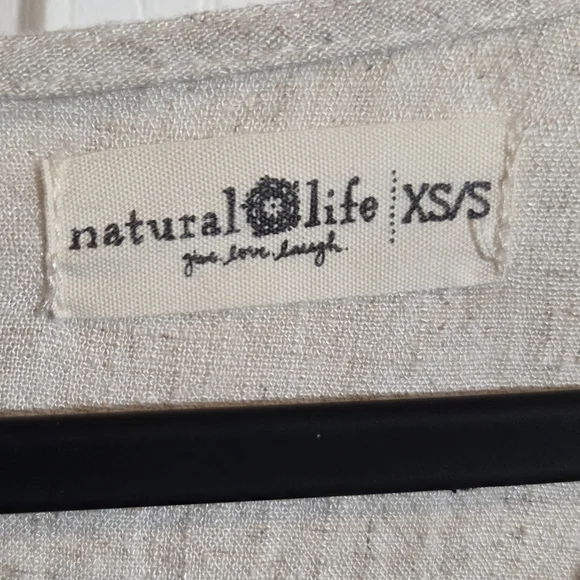 natural life XS/S
give. love. laugh.